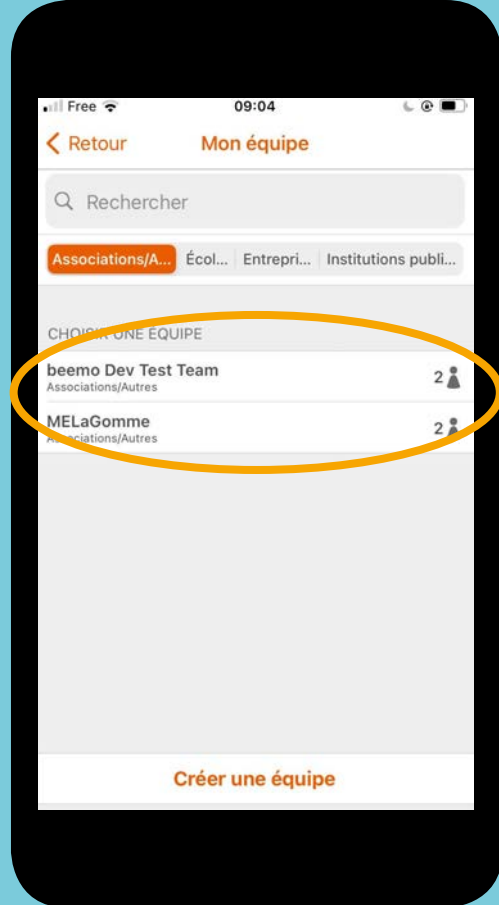 Free 09:04
Retour Mon équipe
Rechercher
Associations/A... Écol... Entrepri... Institutions publi...
CHOISIR UNE ÉQUIPE
beemo Dev Test Team
Associations/Autres 2
MELaGomme
Associations/Autres 2
Créer une équipe